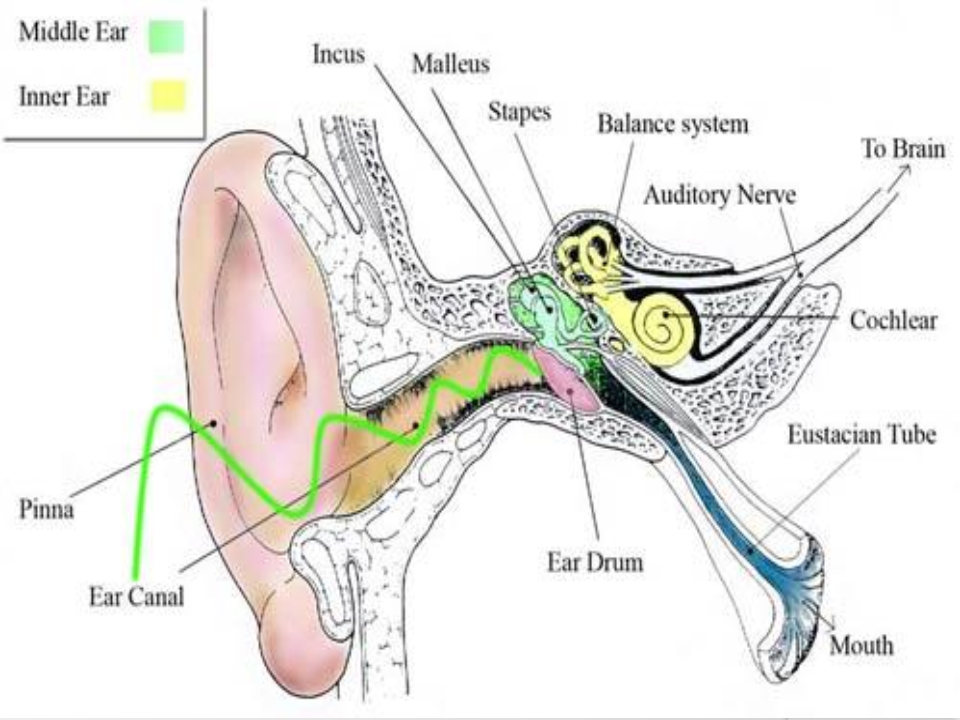 Middle Ear
Inner Ear
Incus
Malleus
Stapes
Balance system
To Brain
Auditory Nerve
Cochlear
Eustacian Tube
Pinna
Ear Drum
Ear Canal
Mouth